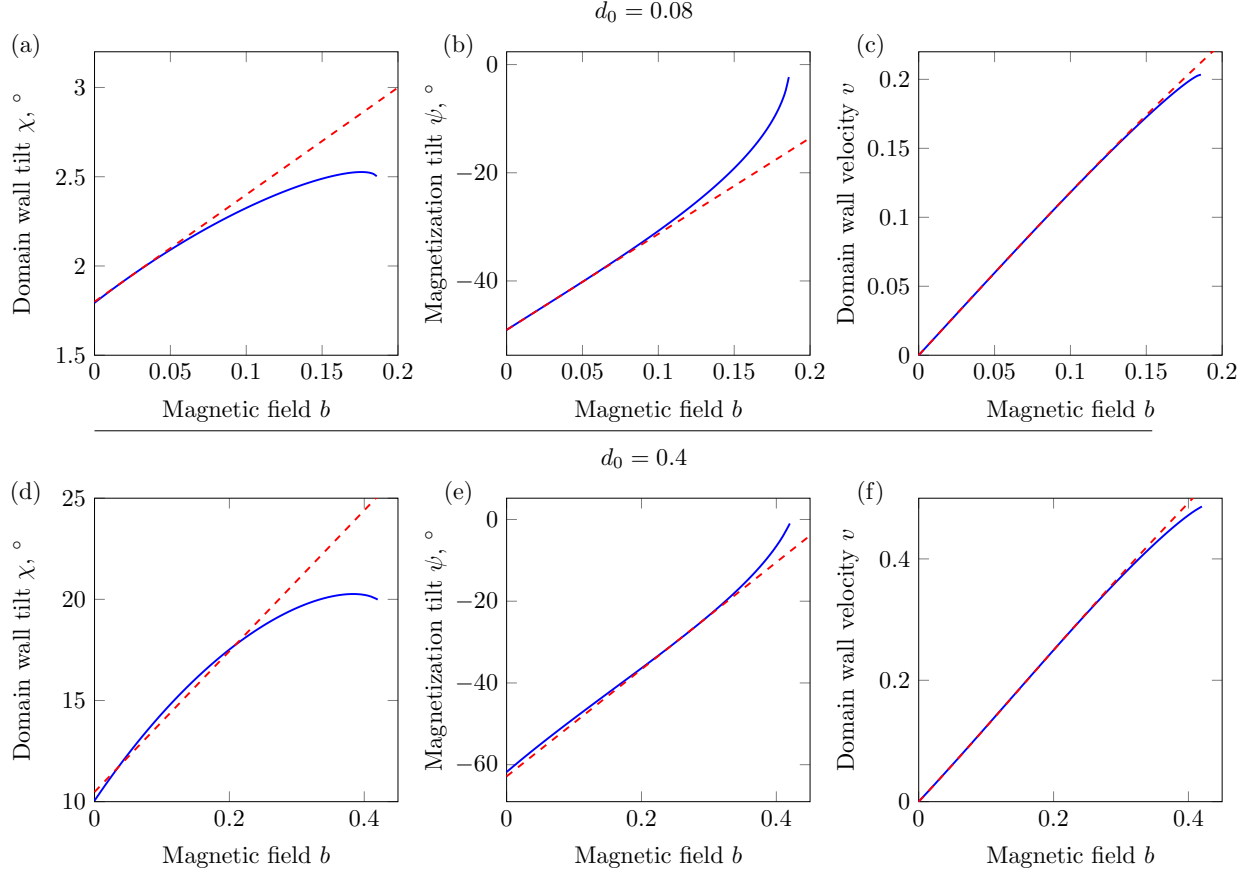 d₀ = 0.08
(a)
Domain wall tilt χ, °
3
2.5
2
1.5
0
0.05
0.1
0.15
0.2
Magnetic field b
(b)
Magnetization tilt ψ, °
0
−20
−40
0
0.05
0.1
0.15
0.2
Magnetic field b
(c)
Domain wall velocity v
0.2
0.15
0.1
0.05
0
0
0.05
0.1
0.15
0.2
Magnetic field b
d₀ = 0.4
(d)
Domain wall tilt χ, °
25
20
15
10
0
0.2
0.4
Magnetic field b
(e)
Magnetization tilt ψ, °
0
−20
−40
−60
0
0.2
0.4
Magnetic field b
(f)
Domain wall velocity v
0.4
0.2
0
0
0.2
0.4
Magnetic field b